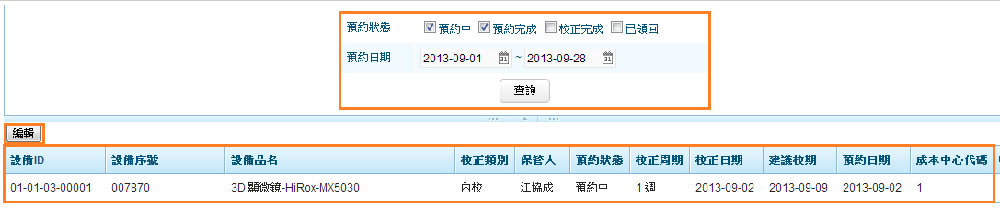 預約狀態 預約中 預約完成 校正完成 已領回
預約日期 2013-09-01 31 ~ 2013-09-28 31
查詢
編輯
設備ID 設備序號 設備品名 校正類別 保管人 預約狀態 校正周期 校正日期 建議校期 預約日期 成本中心代碼
01-01-03-00001 007870 3D 顯微鏡-HiRox-MX5030 內校 江協成 預約中 1 週 2013-09-02 2013-09-09 2013-09-02 1